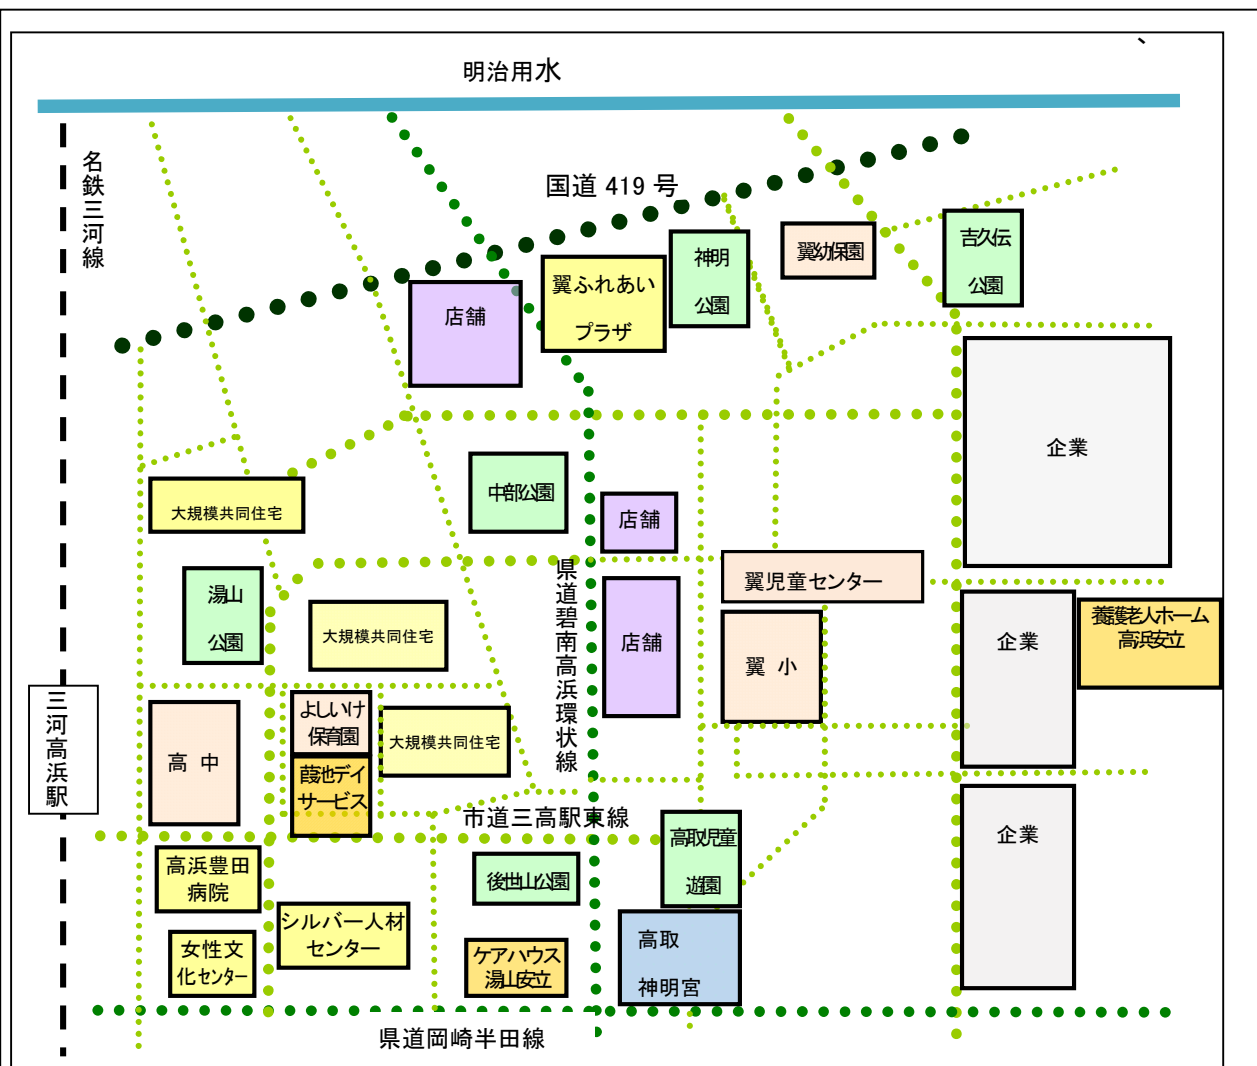 、
明治用水
名鉄三河線
国道 419 号
吉久伝
公園
翼幼保園
神明
公園
翼ふれあい
プラザ
店舗
企業
中部公園
大規模共同住宅
店舗
県道碧南高浜環状線
翼児童センター
湯山
公園
大規模共同住宅
店舗
翼 小
企業
養護老人ホーム
高浜安立
三河高浜駅
高 中
よしいけ
保育園
大規模共同住宅
葭池デイ
サービス
市道三高駅東線
高取児童
遊園
企業
高浜豊田
病院
後世山公園
シルバー人材
センター
女性文
化センター
ケアハウス
湯山安立
高取
神明宮
県道岡崎半田線